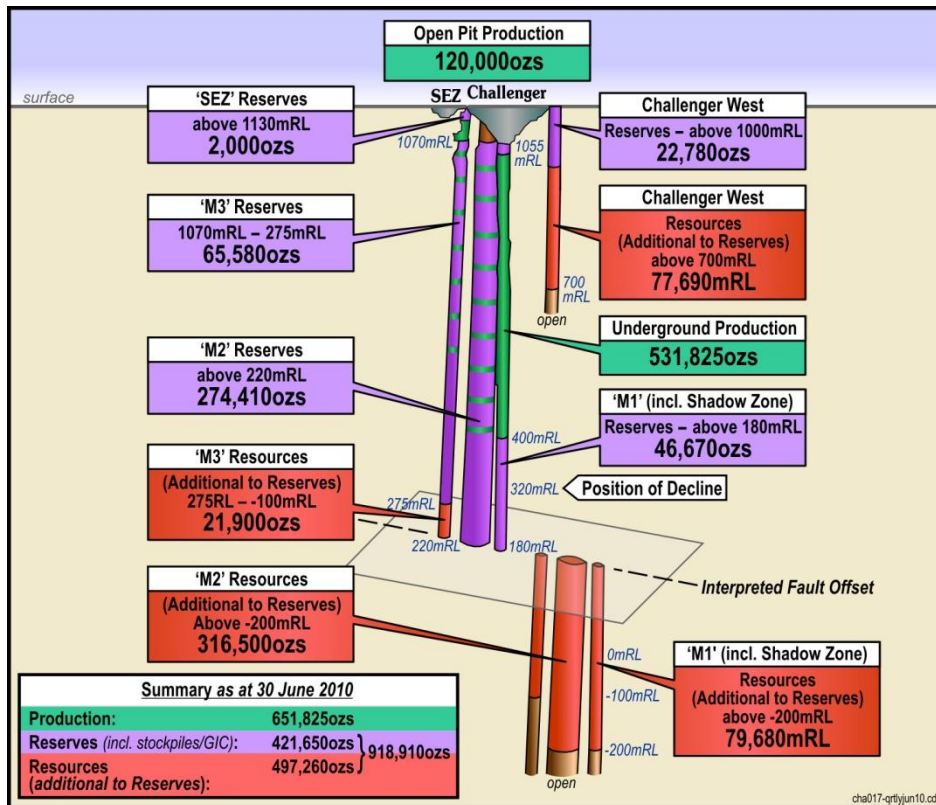 Open Pit Production
120,000ozs
surface
SEZ Challenger
'SEZ' Reserves
above 1130mRL
2,000ozs
1070mRL
1055
mRL
Challenger West
Reserves – above 1000mRL
22,780ozs
'M3' Reserves
1070mRL – 275mRL
65,580ozs
Challenger West
Resources
(Additional to Reserves)
above 700mRL
77,690mRL
700
mRL
open
Underground Production
531,825ozs
'M2' Reserves
above 220mRL
274,410ozs
'M1' (incl. Shadow Zone)
Reserves – above 180mRL
46,670ozs
400mRL
320mRL
Position of Decline
'M3' Resources
(Additional to Reserves)
275RL – -100mRL
21,900ozs
275mRL
220mRL
180mRL
Interpreted Fault Offset
'M2' Resources
(Additional to Reserves)
Above -200mRL
316,500ozs
0mRL
-100mRL
-200mRL
open
'M1' (incl. Shadow Zone)
Resources
(Additional to Reserves)
above -200mRL
79,680mRL
Summary as at 30 June 2010
Production: 651,825ozs
Reserves (incl. stockpiles/GIC): 421,650ozs
918,910ozs
Resources 497,260ozs
(additional to Reserves):
cha017-qrtlyjun10.cd